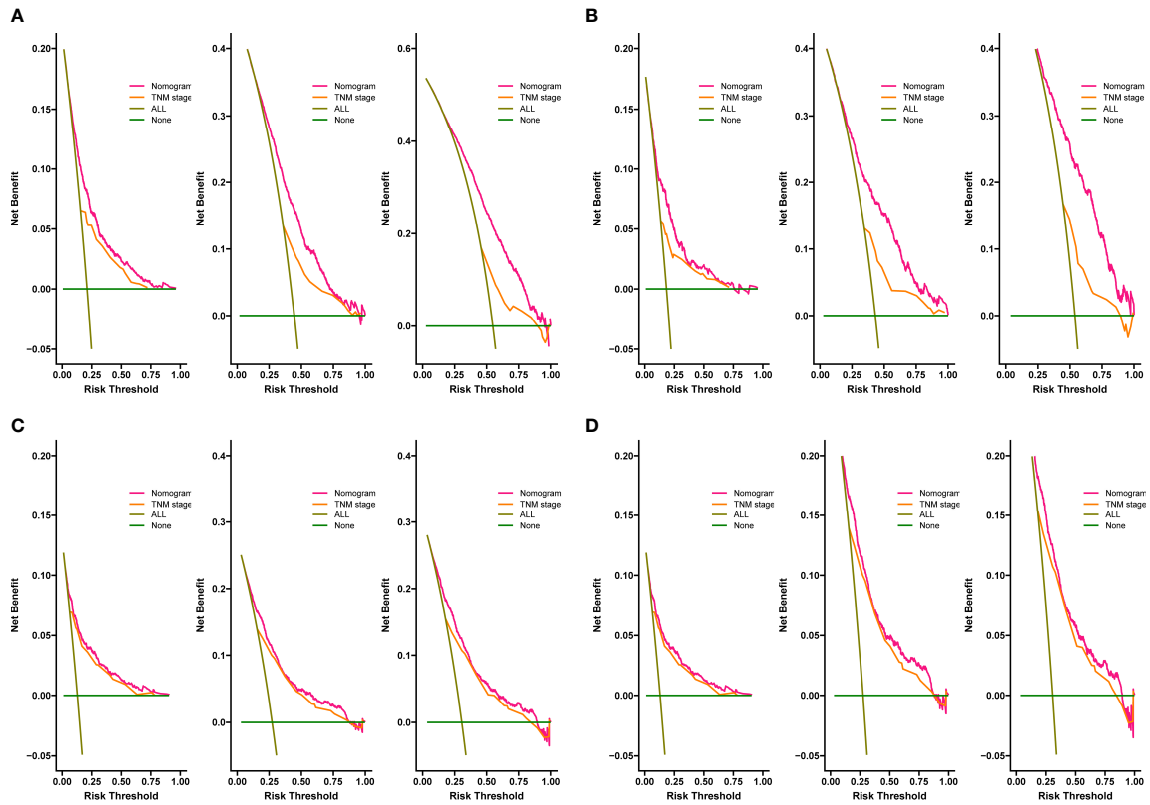 A
Net Benefit
0.20
0.15
0.10
0.05
0.00
−0.05
Nomogram
TNM stage
ALL
None
0.00 0.25 0.50 0.75 1.00
Risk Threshold
Net Benefit
0.4
0.3
0.2
0.1
0.0
Nomogram
TNM stage
ALL
None
0.00 0.25 0.50 0.75 1.00
Risk Threshold
Net Benefit
0.6
0.4
0.2
0.0
Nomogram
TNM stage
ALL
None
0.00 0.25 0.50 0.75 1.00
Risk Threshold
B
Net Benefit
0.20
0.15
0.10
0.05
0.00
−0.05
Nomogram
TNM stage
ALL
None
0.00 0.25 0.50 0.75 1.00
Risk Threshold
Net Benefit
0.4
0.3
0.2
0.1
0.0
Nomogram
TNM stage
ALL
None
0.00 0.25 0.50 0.75 1.00
Risk Threshold
Net Benefit
0.4
0.3
0.2
0.1
0.0
Nomogram
TNM stage
ALL
None
0.00 0.25 0.50 0.75 1.00
Risk Threshold
C
Net Benefit
0.20
0.15
0.10
0.05
0.00
−0.05
Nomogram
TNM stage
ALL
None
0.00 0.25 0.50 0.75 1.00
Risk Threshold
Net Benefit
0.4
0.3
0.2
0.1
0.0
Nomogram
TNM stage
ALL
None
0.00 0.25 0.50 0.75 1.00
Risk Threshold
Net Benefit
0.4
0.3
0.2
0.1
0.0
Nomogram
TNM stage
ALL
None
0.00 0.25 0.50 0.75 1.00
Risk Threshold
D
Net Benefit
0.20
0.15
0.10
0.05
0.00
−0.05
Nomogram
TNM stage
ALL
None
0.00 0.25 0.50 0.75 1.00
Risk Threshold
Net Benefit
0.20
0.15
0.10
0.05
0.00
−0.05
Nomogram
TNM stage
ALL
None
0.00 0.25 0.50 0.75 1.00
Risk Threshold
Net Benefit
0.20
0.15
0.10
0.05
0.00
−0.05
Nomogram
TNM stage
ALL
None
0.00 0.25 0.50 0.75 1.00
Risk Threshold